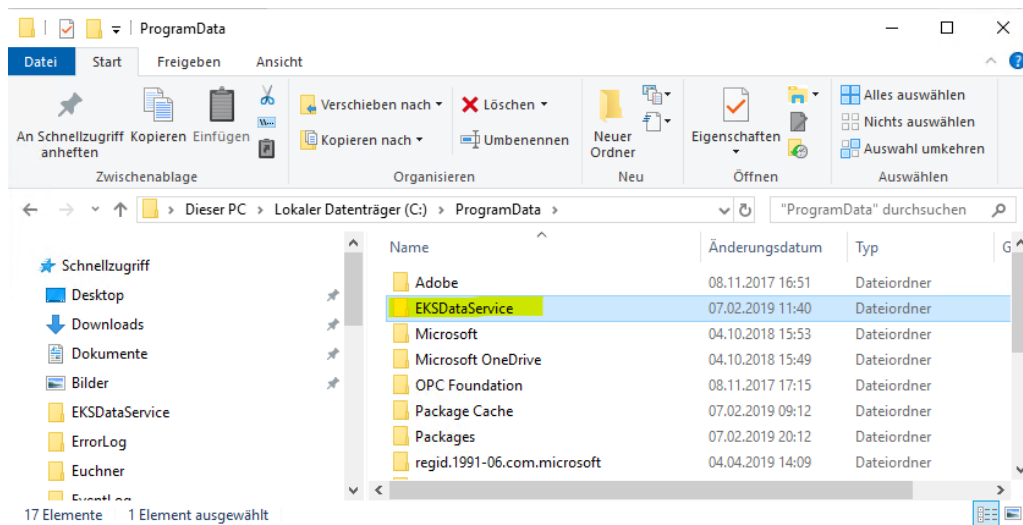 ProgramData
Datei Start Freigeben Ansicht
An Schnellzugriff anheften
Kopieren
Einfügen
Zwischenablage
Verschieben nach
Kopieren nach
Löschen
Umbenennen
Organisieren
Neuer Ordner
Neu
Eigenschaften
Öffnen
Alles auswählen
Nichts auswählen
Auswahl umkehren
Auswählen
Dieser PC > Lokaler Datenträger (C:) > ProgramData >
"ProgramData" durchsuchen
Schnellzugriff
Desktop
Downloads
Dokumente
Bilder
EKSDataService
ErrorLog
Euchner
EventLog
Name Änderungsdatum Typ G
Adobe 08.11.2017 16:51 Dateiordner
EKSDataService 07.02.2019 11:40 Dateiordner
Microsoft 04.10.2018 15:53 Dateiordner
Microsoft OneDrive 04.10.2018 15:49 Dateiordner
OPC Foundation 08.11.2017 17:15 Dateiordner
Package Cache 07.02.2019 09:12 Dateiordner
Packages 07.02.2019 20:12 Dateiordner
regid.1991-06.com.microsoft 04.04.2019 14:09 Dateiordner
17 Elemente 1 Element ausgewählt